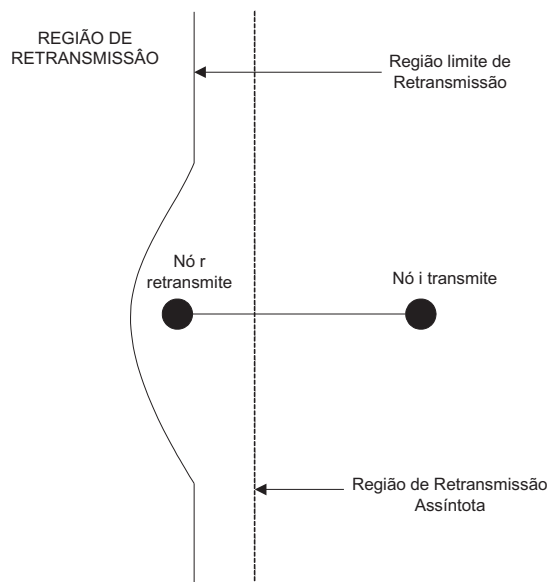 REGIÃO DE
RETRANSMISSÂO
Região limite de
Retransmissão
Nó r
retransmite
Nó i transmite
Região de Retransmissão
Assíntota